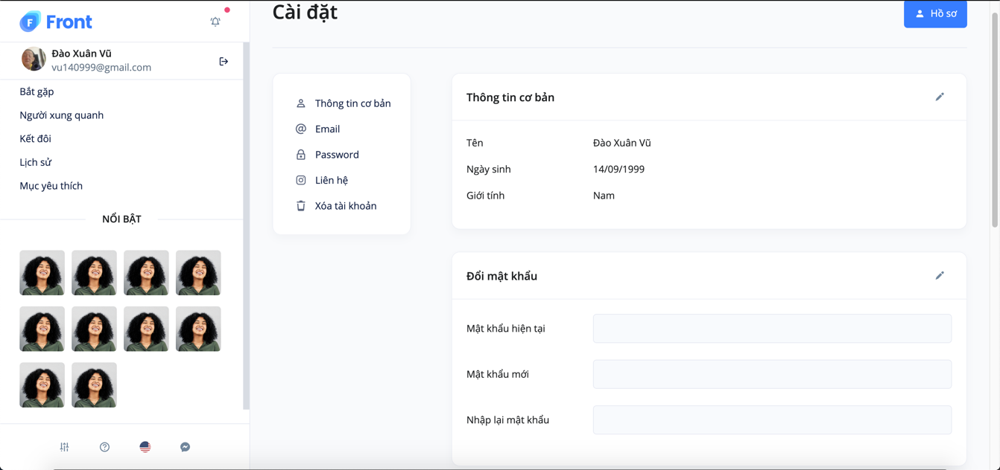 Front
Đào Xuân Vũ
vu140999@gmail.com
Bắt gặp
Người xung quanh
Kết đôi
Lịch sử
Mục yêu thích
NỔI BẬT
Cài đặt
Hồ sơ
Thông tin cơ bản
Email
Password
Liên hệ
Xóa tài khoản
Thông tin cơ bản
Tên Đào Xuân Vũ
Ngày sinh 14/09/1999
Giới tính Nam
Đổi mật khẩu
Mật khẩu hiện tại
Mật khẩu mới
Nhập lại mật khẩu